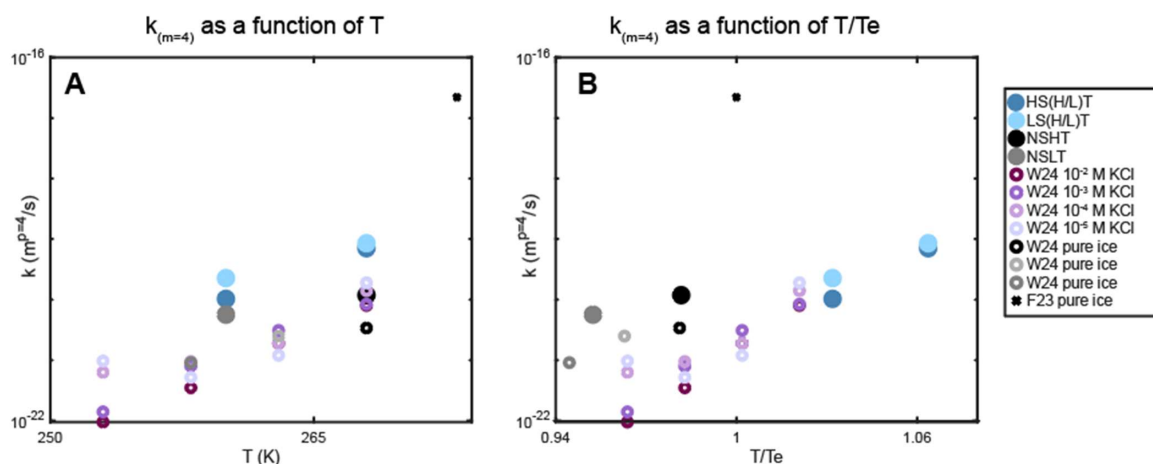 k(m=4) as a function of T
10⁻¹⁶
A
k (m^p=4/s)
10⁻²²
250
265
T (K)
k(m=4) as a function of T/Te
10⁻¹⁶
B
k (m^p=4/s)
10⁻²²
0.94
1
1.06
T/Te
HS(H/L)T
LS(H/L)T
NSHT
NSLT
W24 10⁻² M KCl
W24 10⁻³ M KCl
W24 10⁻⁴ M KCl
W24 10⁻⁵ M KCl
W24 pure ice
W24 pure ice
W24 pure ice
F23 pure ice